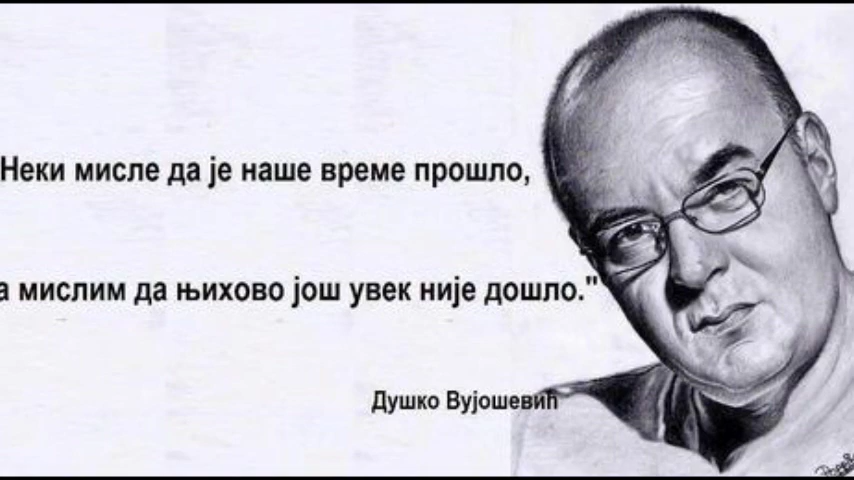 Неки мисле да је наше време прошло,
а мислим да њихово још увек није дошло."
Душко Вујошевић